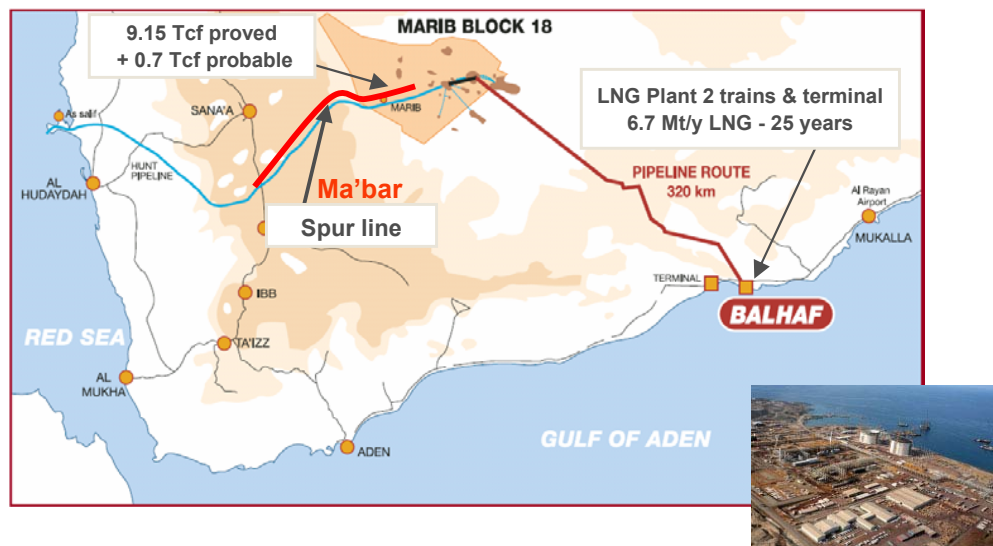 MARIB BLOCK 18
9.15 Tcf proved
+ 0.7 Tcf probable
LNG Plant 2 trains & terminal
6.7 Mt/y LNG - 25 years
As salif
SANA'A
MARIB
HUNT
PIPELINE
AL
HUDAYDAH
Ma'bar
Spur line
PIPELINE ROUTE
320 km
Al Rayan
Airport
MUKALLA
TERMINAL
BALHAF
IBB
RED SEA
TA'IZZ
AL
MUKHA
GULF OF ADEN
ADEN